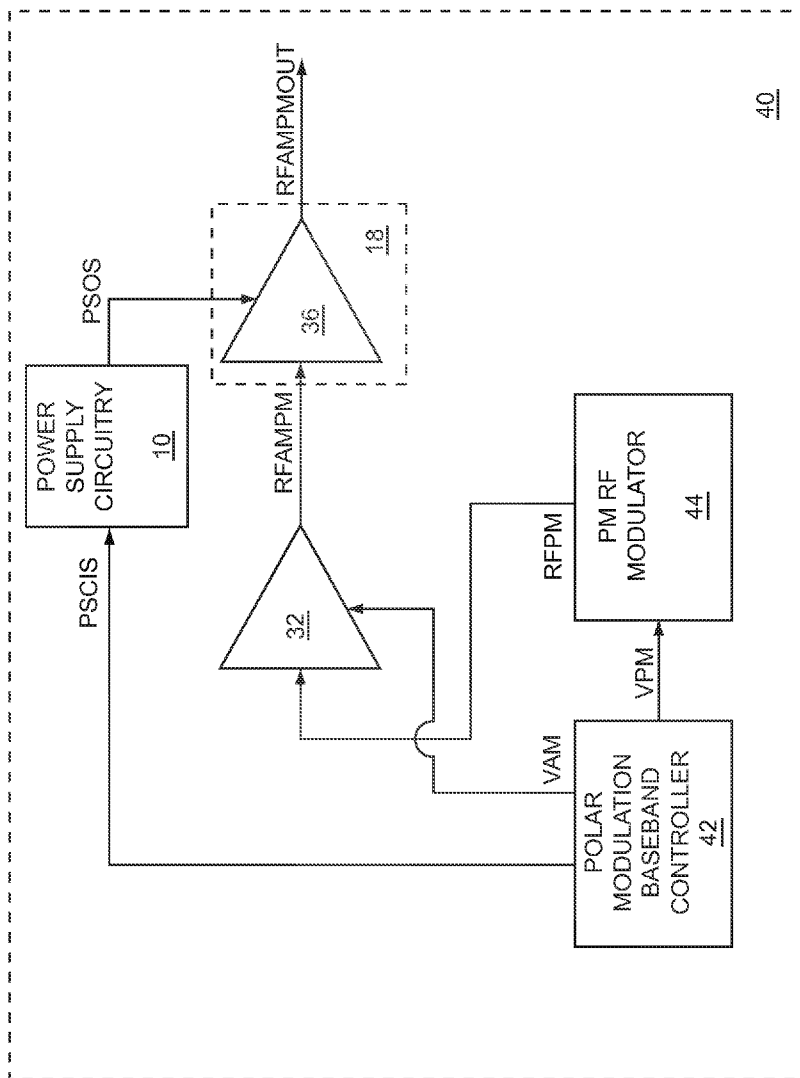 PSCIS
POWER
SUPPLY
CIRCUITRY
10
PSOS
32
RFAMPM
36
18
RFAMPMOUT
POLAR
MODULATION
BASEBAND
CONTROLLER
42
VAM
VPM
PM RF
MODULATOR
44
RFPM
40